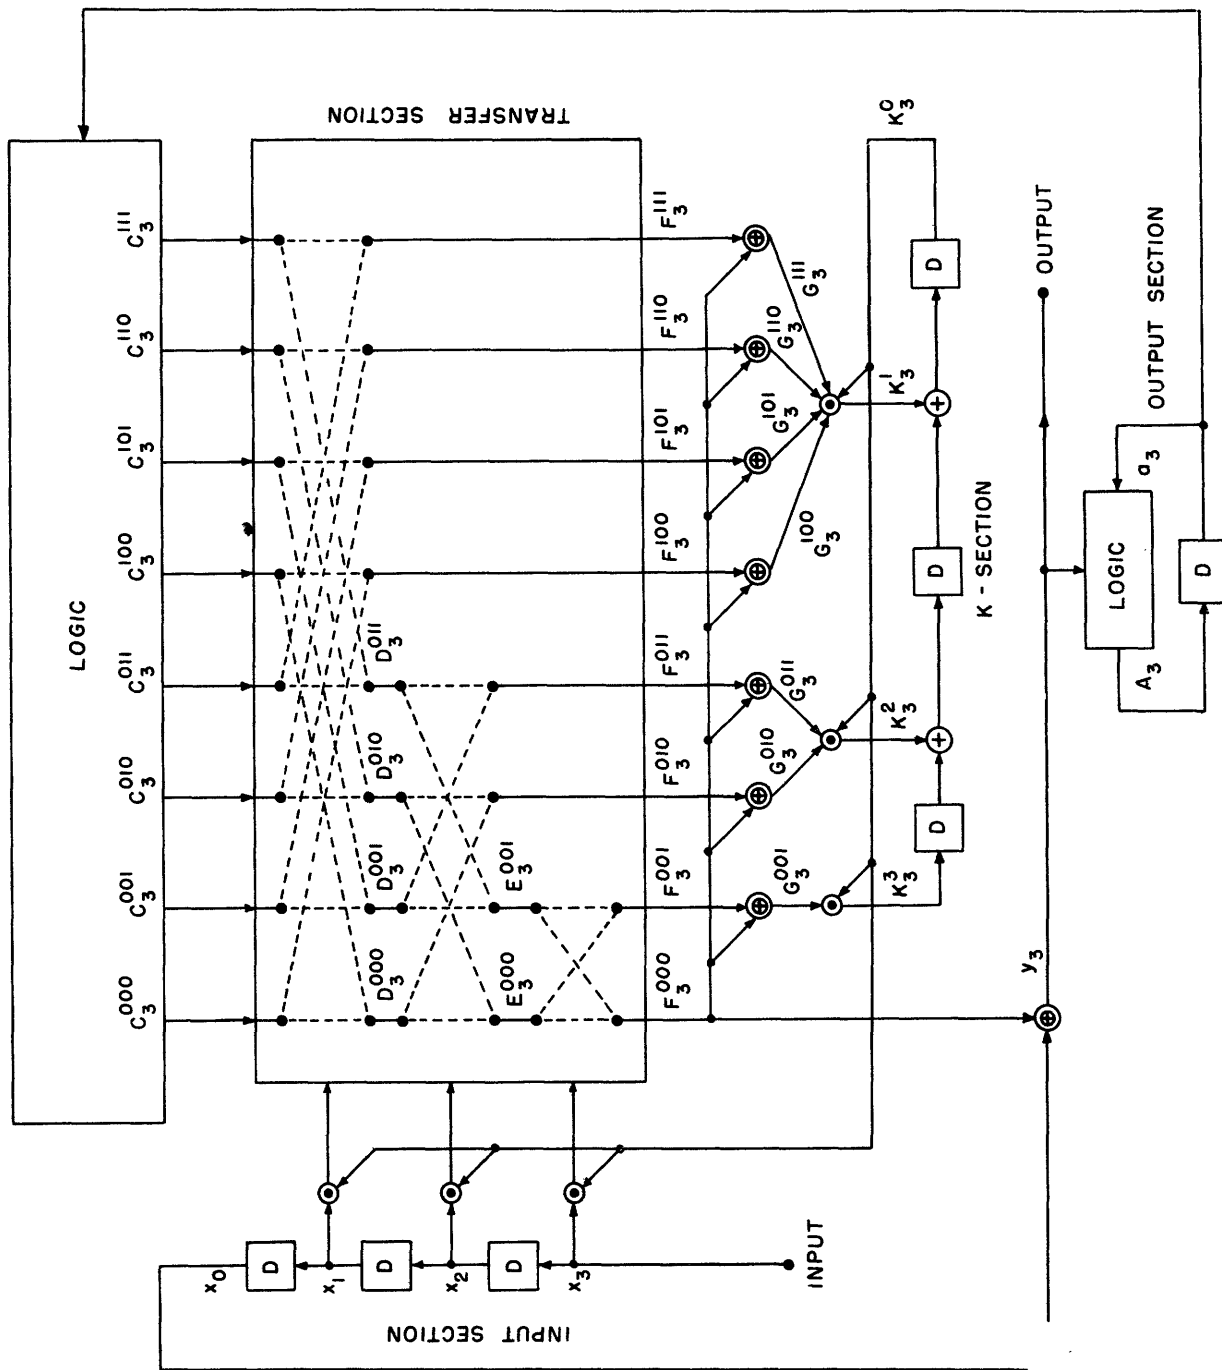 LOGIC
C₃⁰⁰⁰ C₃⁰⁰¹ C₃⁰¹⁰ C₃⁰¹¹ C₃¹⁰⁰ C₃¹⁰¹ C₃¹¹⁰ C₃¹¹¹
TRANSFER SECTION
D₃⁰⁰⁰ D₃⁰⁰¹ D₃⁰¹⁰ D₃⁰¹¹
E₃⁰⁰⁰ E₃⁰⁰¹
F₃⁰⁰⁰ F₃⁰⁰¹ F₃⁰¹⁰ F₃⁰¹¹ F₃¹⁰⁰ F₃¹⁰¹ F₃¹¹⁰ F₃¹¹¹
G₃⁰⁰¹ G₃⁰¹⁰ G₃⁰¹¹ G₃¹⁰⁰ G₃¹⁰¹ G₃¹¹⁰ G₃¹¹¹
K₃³ K₃² K₃¹ K₃⁰
D D D
K - SECTION
INPUT SECTION
x₀ D x₁ D x₂ D x₃
INPUT
y₃
OUTPUT
OUTPUT SECTION
LOGIC
A₃ a₃
D